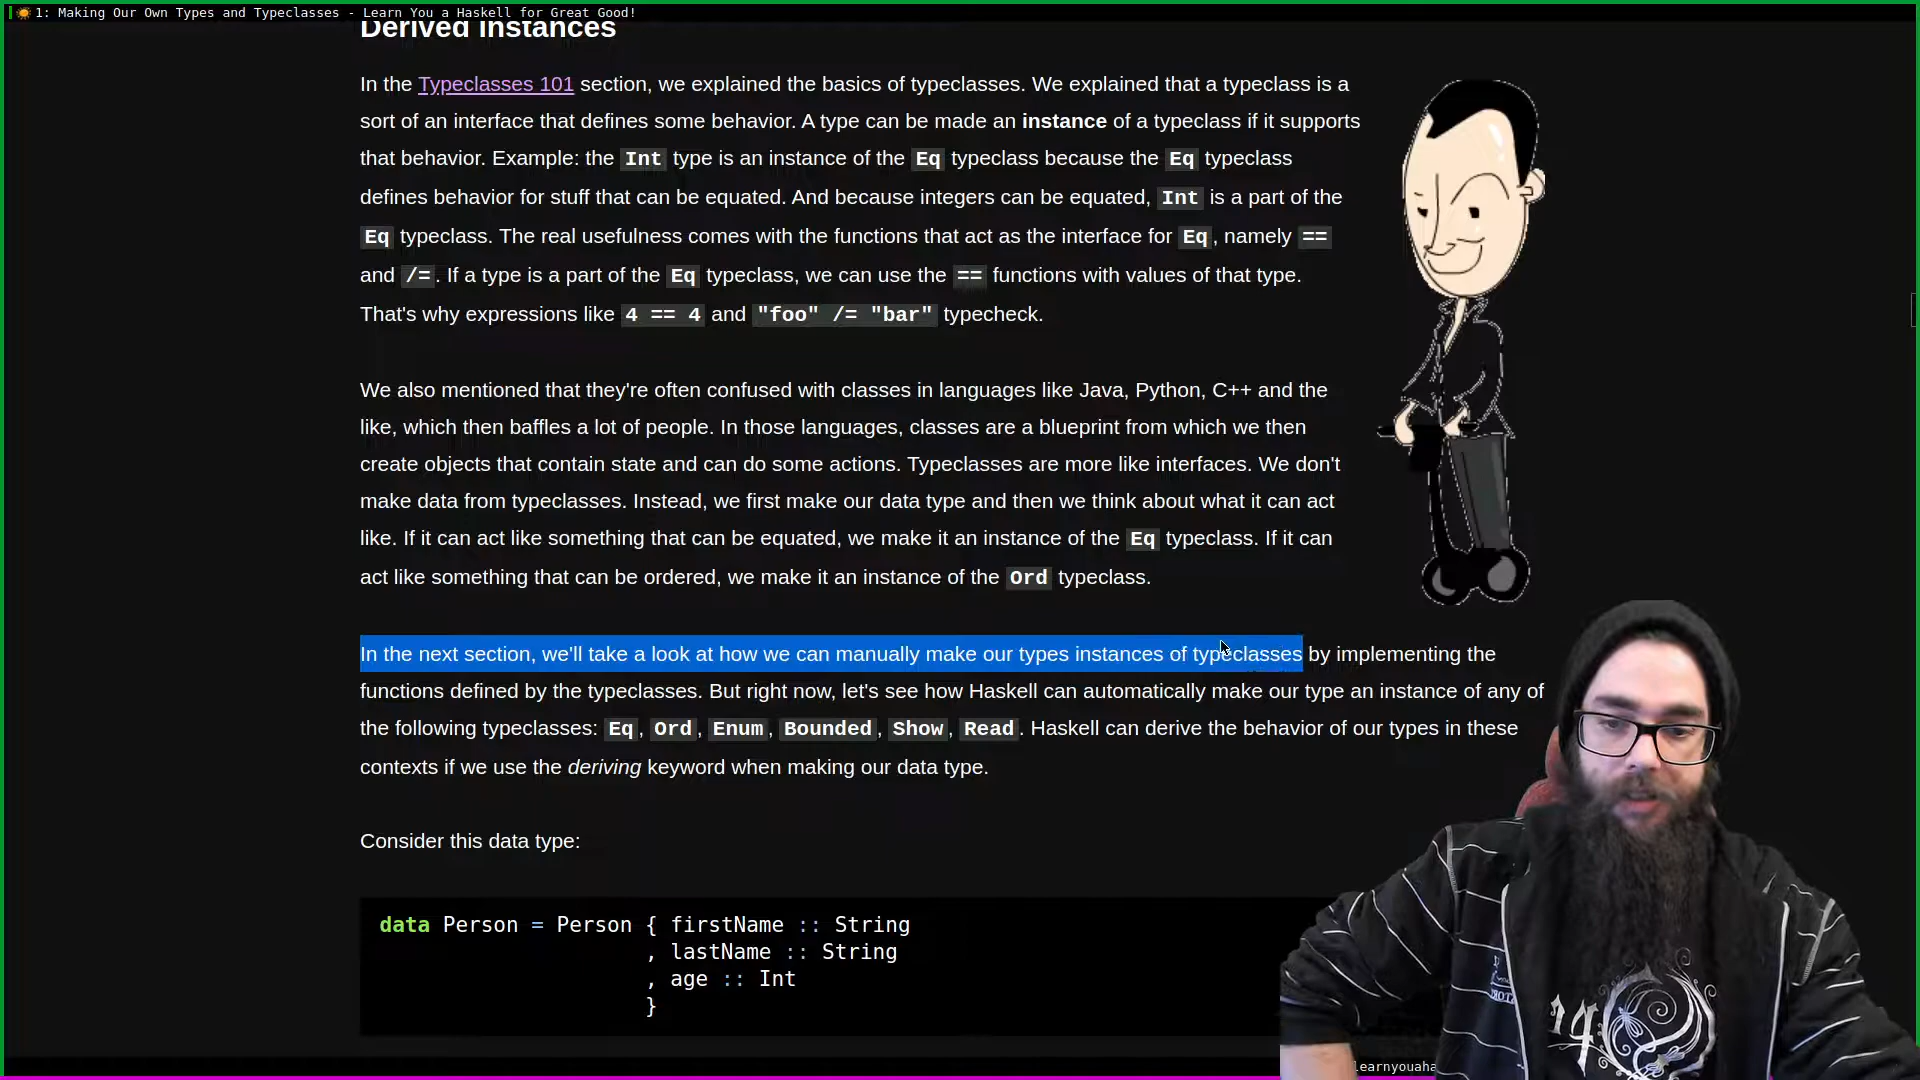 1: Making Our Own Types and Typeclasses - Learn You a Haskell for Great Good!
Derived instances
In the Typeclasses 101 section, we explained the basics of typeclasses. We explained that a typeclass is a
sort of an interface that defines some behavior. A type can be made an instance of a typeclass if it supports
that behavior. Example: the Int type is an instance of the Eq typeclass because the Eq typeclass
defines behavior for stuff that can be equated. And because integers can be equated, Int is a part of the
Eq typeclass. The real usefulness comes with the functions that act as the interface for Eq, namely ==
and /=. If a type is a part of the Eq typeclass, we can use the == functions with values of that type.
That's why expressions like 4 == 4 and "foo" /= "bar" typecheck.
We also mentioned that they're often confused with classes in languages like Java, Python, C++ and the
like, which then baffles a lot of people. In those languages, classes are a blueprint from which we then
create objects that contain state and can do some actions. Typeclasses are more like interfaces. We don't
make data from typeclasses. Instead, we first make our data type and then we think about what it can act
like. If it can act like something that can be equated, we make it an instance of the Eq typeclass. If it can
act like something that can be ordered, we make it an instance of the Ord typeclass.
In the next section, we'll take a look at how we can manually make our types instances of typeclasses by implementing the
functions defined by the typeclasses. But right now, let's see how Haskell can automatically make our type an instance of any of
the following typeclasses: Eq, Ord, Enum, Bounded, Show, Read. Haskell can derive the behavior of our types in these
contexts if we use the deriving keyword when making our data type.
Consider this data type:
data Person = Person { firstName :: String
, lastName :: String
, age :: Int
}
learnyouaha